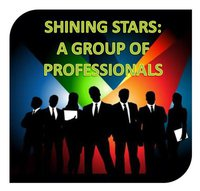 SHINING STARS:
A GROUP OF
PROFESSIONALS